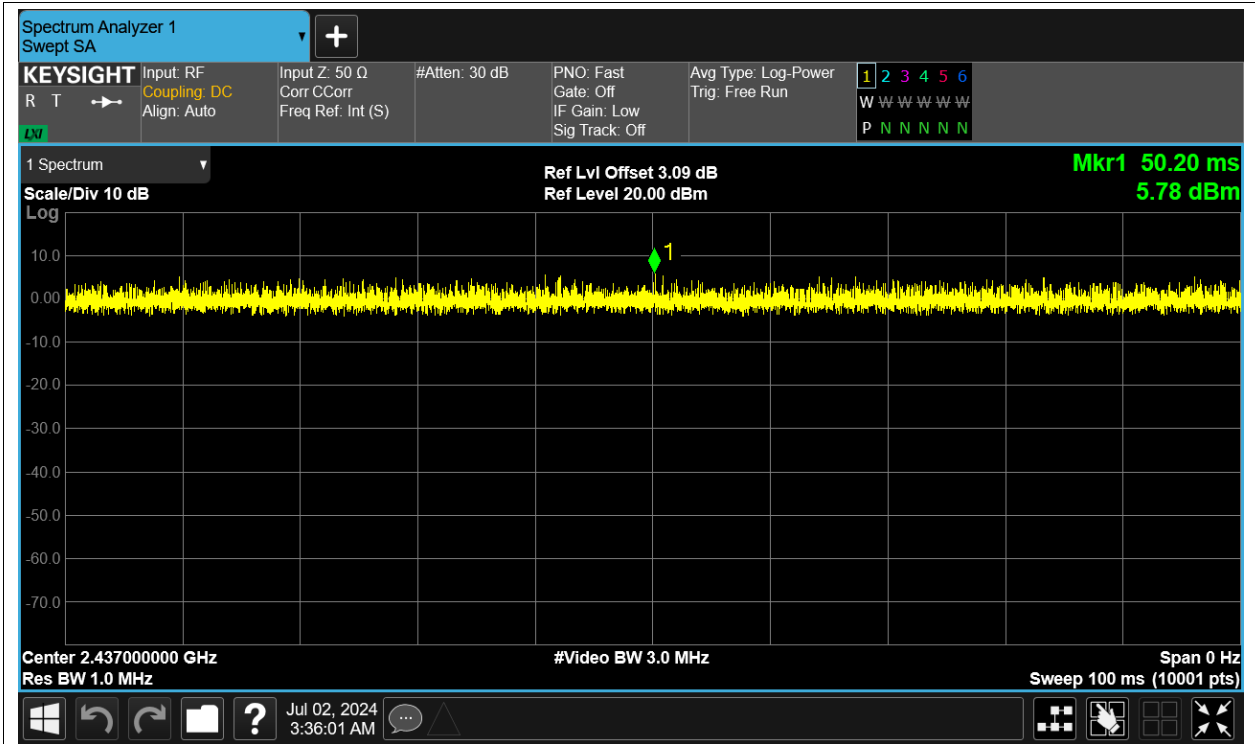 Spectrum Analyzer 1
Swept SA
KEYSIGHT
R T
LXI
Input: RF
Coupling: DC
Align: Auto
Input Z: 50 Ω
Corr CCorr
Freq Ref: Int (S)
#Atten: 30 dB
PNO: Fast
Gate: Off
IF Gain: Low
Sig Track: Off
Avg Type: Log-Power
Trig: Free Run
1 2 3 4 5 6
W W W W W W
P N N N N N
1 Spectrum
Scale/Div 10 dB
Log
Ref Lvl Offset 3.09 dB
Ref Level 20.00 dBm
Mkr1 50.20 ms
5.78 dBm
1
10.0
0.00
-10.0
-20.0
-30.0
-40.0
-50.0
-60.0
-70.0
Center 2.437000000 GHz
Res BW 1.0 MHz
#Video BW 3.0 MHz
Span 0 Hz
Sweep 100 ms (10001 pts)
?
Jul 02, 2024
3:36:01 AM